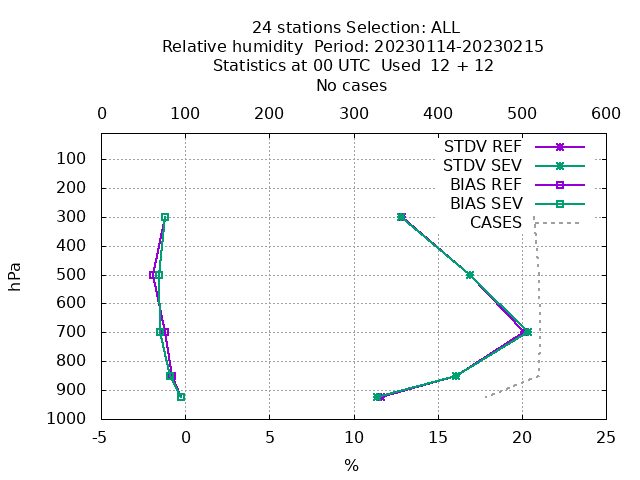 24 stations Selection: ALL
Relative humidity  Period: 20230114-20230215
Statistics at 00 UTC  Used  12 + 12
No cases
0 100 200 300 400 500 600
STDV REF
STDV SEV
BIAS REF
BIAS SEV
CASES
100
200
300
400
500
600
700
800
900
1000
hPa
-5 0 5 10 15 20 25
%